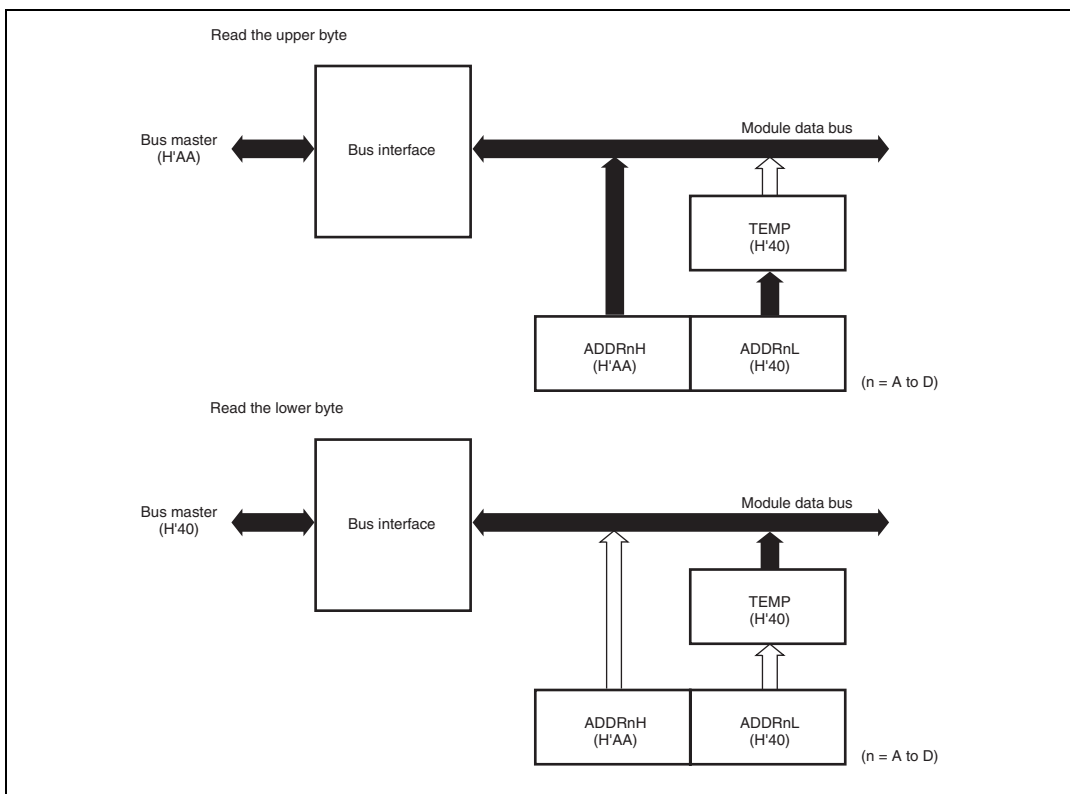 Read the upper byte
Bus master
(H'AA)
Bus interface
Module data bus
TEMP
(H'40)
ADDRnH
(H'AA)
ADDRnL
(H'40)
(n = A to D)
Read the lower byte
Bus master
(H'40)
Bus interface
Module data bus
TEMP
(H'40)
ADDRnH
(H'AA)
ADDRnL
(H'40)
(n = A to D)